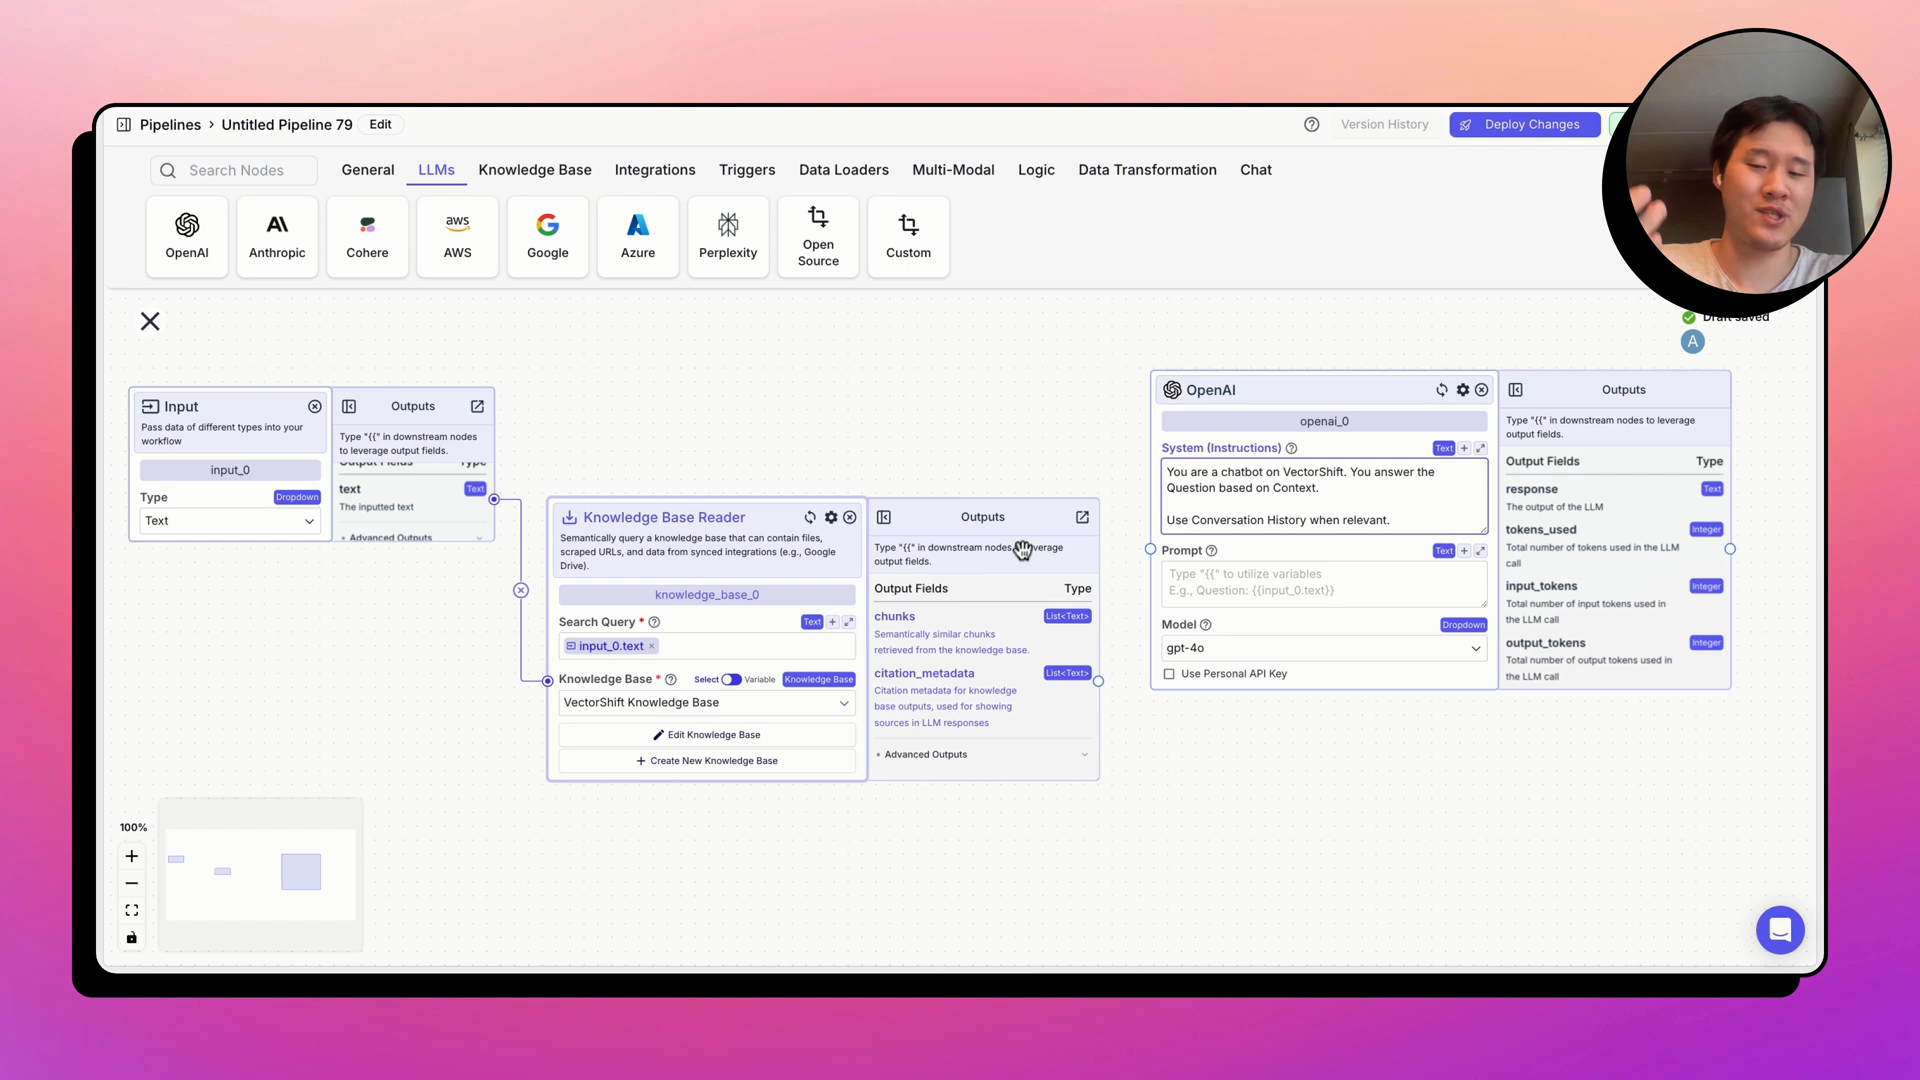 Pipelines > Untitled Pipeline 79 Edit
Version History
Deploy Changes
Search Nodes
General
LLMs
Knowledge Base
Integrations
Triggers
Data Loaders
Multi-Modal
Logic
Data Transformation
Chat
OpenAI
Anthropic
Cohere
aws
AWS
Google
Azure
Perplexity
Open
Source
Custom
Draft saved
A
Input
Pass data of different types into your
workflow
input_0
Type
Dropdown
Text
Outputs
Type "{{" in downstream nodes
to leverage output fields.
Output Fields
Type
text
Text
The inputted text
Advanced Outputs
Knowledge Base Reader
Semantically query a knowledge base that can contain files,
scraped URLs, and data from synced integrations (e.g., Google
Drive).
knowledge_base_0
Search Query *
Text
input_0.text
Knowledge Base *
Select
Variable
Knowledge Base
VectorShift Knowledge Base
Edit Knowledge Base
+ Create New Knowledge Base
Outputs
Type "{{" in downstream nodes
output fields.
Output Fields
Type
chunks
List<Text>
Semantically similar chunks
retrieved from the knowledge base.
citation_metadata
List<Text>
Citation metadata for knowledge
base outputs, used for showing
sources in LLM responses
Advanced Outputs
OpenAI
openai_0
System (Instructions)
Text
You are a chatbot on VectorShift. You answer the
Question based on Context.
Use Conversation History when relevant.
Prompt
Text
Type "{{" to utilize variables
E.g., Question: {{input_0.text}}
Model
Dropdown
gpt-4o
Use Personal API Key
Outputs
Type "{{" in downstream nodes to leverage
output fields.
Output Fields
Type
response
Text
The output of the LLM
tokens_used
Integer
Total number of tokens used in the LLM
call
input_tokens
Integer
Total number of input tokens used in
the LLM call
output_tokens
Integer
Total number of output tokens used in
the LLM call
100%